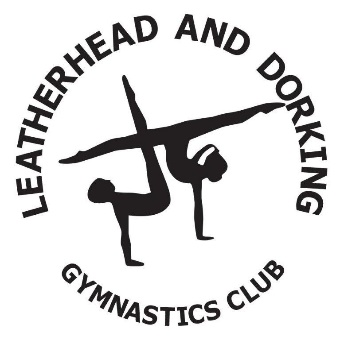 LEATHERHEAD AND DORKING
GYMNASTICS CLUB